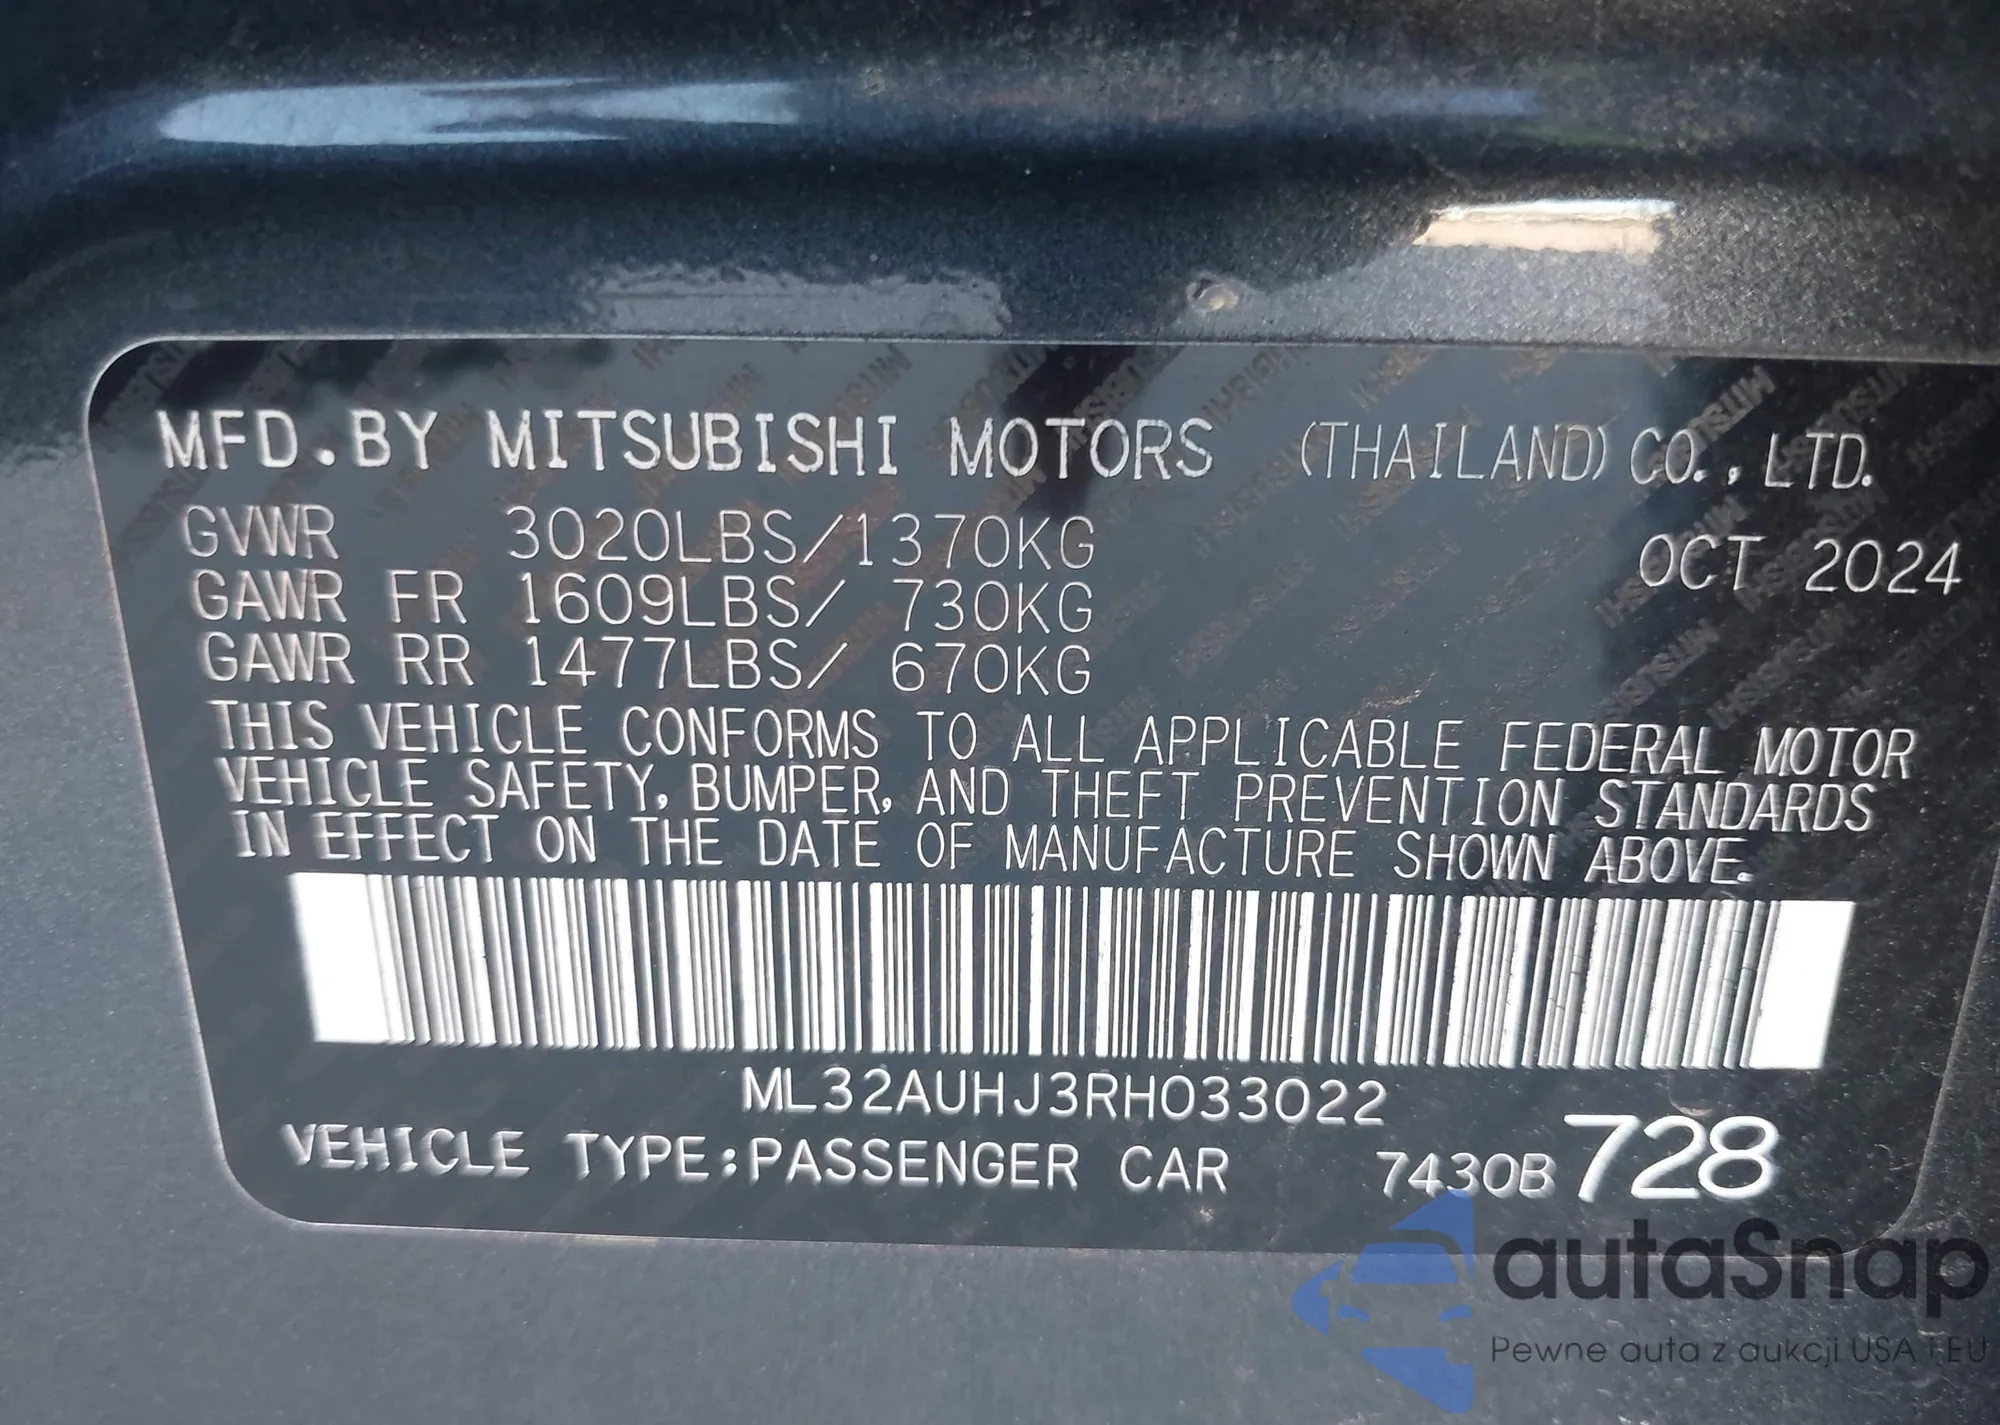 MFD.BY MITSUBISHI MOTORS (THAILAND) CO., LTD.
GVWR 3020LBS/1370KG OCT 2024
GAWR FR 1609LBS/ 730KG
GAWR RR 1477LBS/ 670KG
THIS VEHICLE CONFORMS TO ALL APPLICABLE FEDERAL MOTOR
VEHICLE SAFETY, BUMPER, AND THEFT PREVENTION STANDARDS
IN EFFECT ON THE DATE OF MANUFACTURE SHOWN ABOVE.
ML32AUHJ3RH033022
VEHICLE TYPE:PASSENGER CAR 7430B 728
autaSnap
Pewne auta z aukcji USA i EU